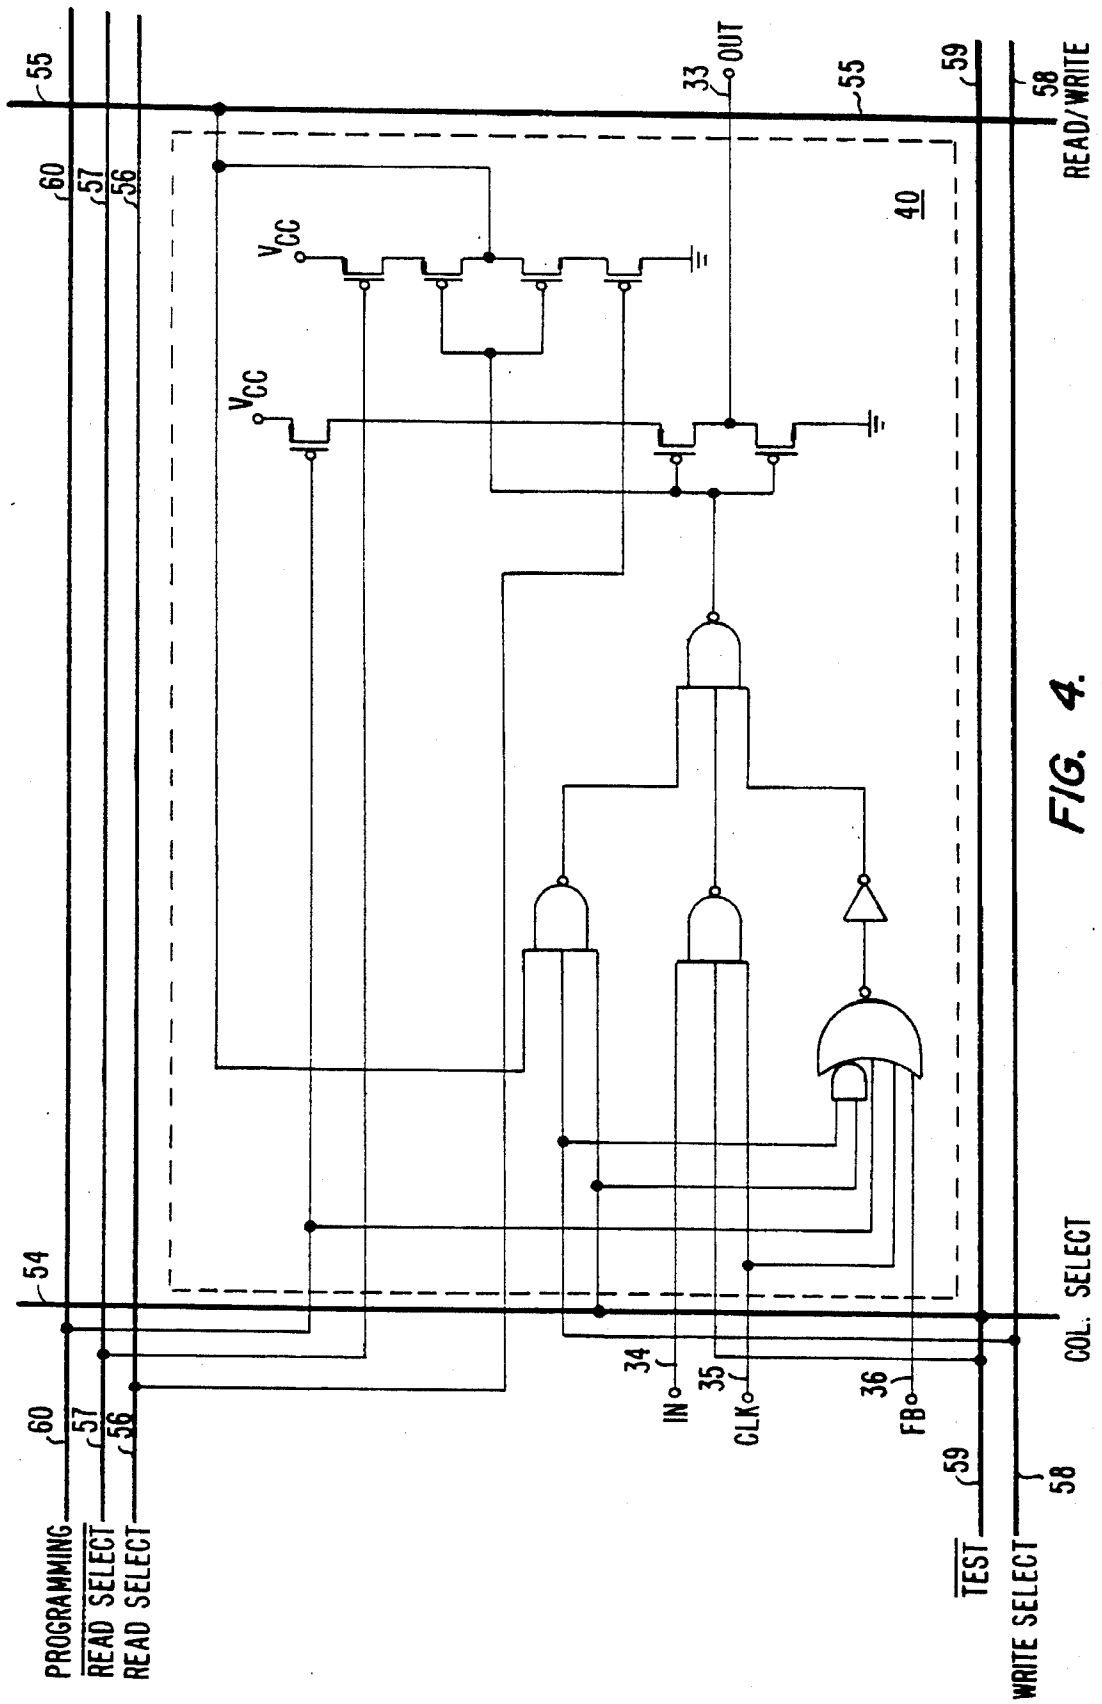 PROGRAMMING
READ SELECT
READ SELECT
60
57
56
60
57
56
54
55
VCC
VCC
33
OUT
40
55
IN
34
CLK
35
FB
36
TEST
59
59
WRITE SELECT
58
58
COL. SELECT
READ/WRITE
FIG. 4.